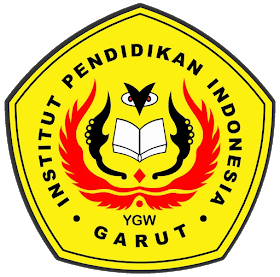 INSTITUT PENDIDIKAN INDONESIA
YGW
• GARUT •